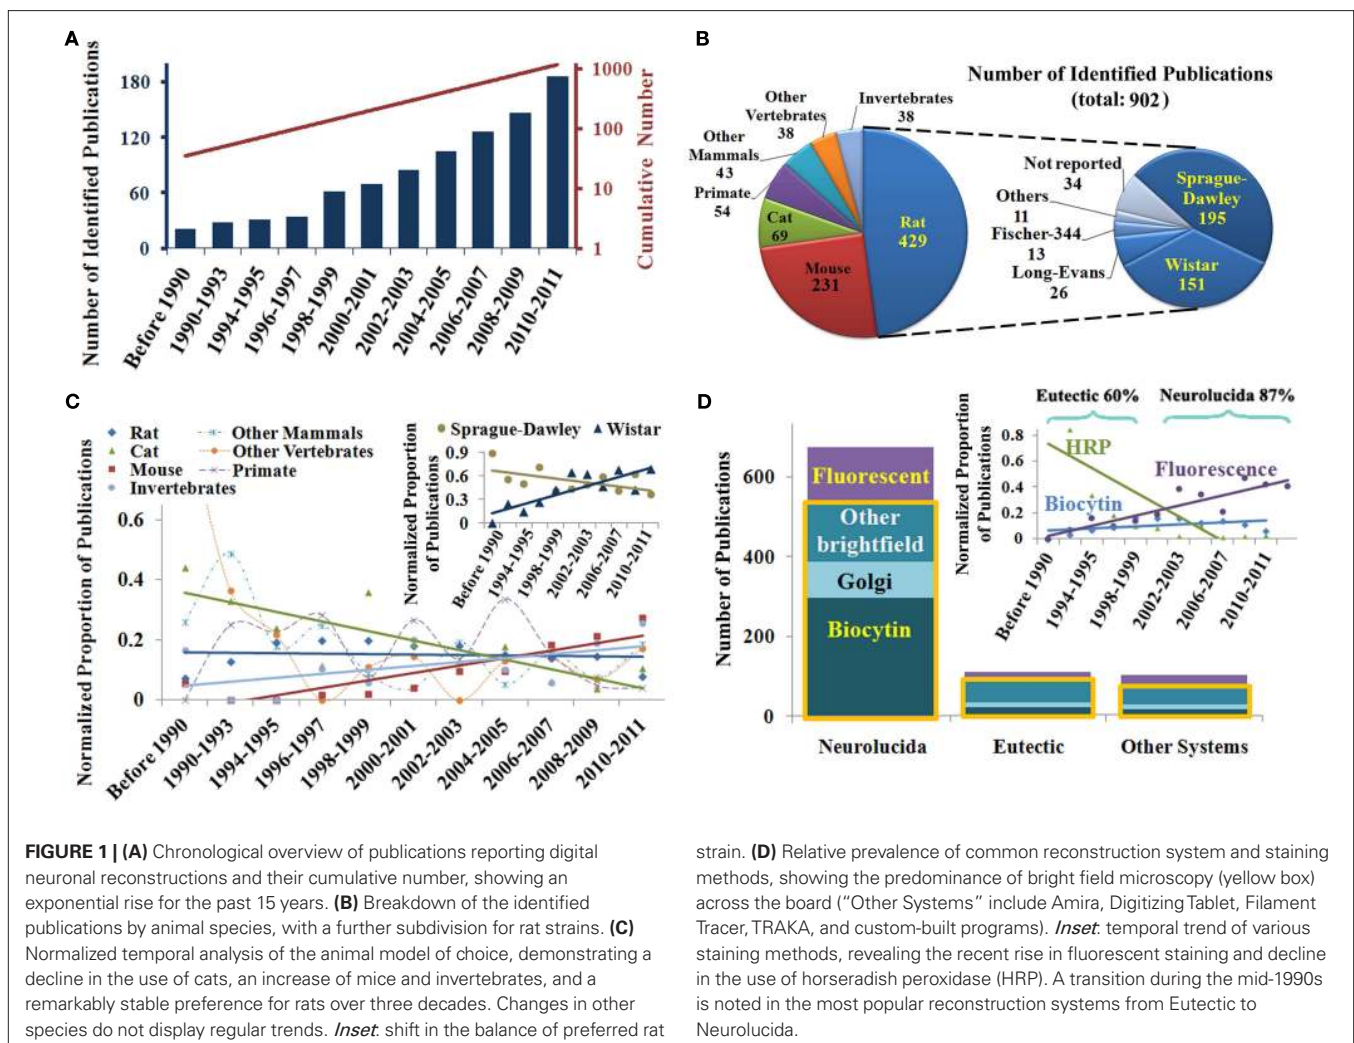 A
Number of Identified Publications
180
120
60
0
1000
100
10
1
Cumulative Number
Before 1990
1990-1993
1994-1995
1996-1997
1998-1999
2000-2001
2002-2003
2004-2005
2006-2007
2008-2009
2010-2011
B
Number of Identified Publications
(total: 902)
Other
Vertebrates
38
Invertebrates
38
Other
Mammals
43
Primate
54
Cat
69
Mouse
231
Rat
429
Not reported
34
Others
11
Fischer-344
13
Long-Evans
26
Sprague-
Dawley
195
Wistar
151
C
Normalized Proportion of Publications
Rat
Cat
Mouse
Invertebrates
Other Mammals
Other Vertebrates
Primate
0.6
0.4
0.2
0
Before 1990
1990-1993
1994-1995
1996-1997
1998-1999
2000-2001
2002-2003
2004-2005
2006-2007
2008-2009
2010-2011
Sprague-Dawley
Wistar
Normalized Proportion
of Publications
0.9
0.6
0.3
0
Before 1990
1994-1995
1998-1999
2002-2003
2006-2007
2010-2011
D
Number of Publications
600
400
200
0
Fluorescent
Other
brightfield
Golgi
Biocytin
Neurolucida
Eutectic
Other Systems
Eutectic 60%
Neurolucida 87%
Normalized Proportion
of Publications
0.8
0.6
0.4
0.2
0
HRP
Fluorescence
Biocytin
Before 1990
1994-1995
1998-1999
2002-2003
2006-2007
2010-2011
FIGURE 1 | (A) Chronological overview of publications reporting digital
neuronal reconstructions and their cumulative number, showing an
exponential rise for the past 15 years. (B) Breakdown of the identified
publications by animal species, with a further subdivision for rat strains. (C)
Normalized temporal analysis of the animal model of choice, demonstrating a
decline in the use of cats, an increase of mice and invertebrates, and a
remarkably stable preference for rats over three decades. Changes in other
species do not display regular trends. Inset: shift in the balance of preferred rat
strain. (D) Relative prevalence of common reconstruction system and staining
methods, showing the predominance of bright field microscopy (yellow box)
across the board (“Other Systems” include Amira, Digitizing Tablet, Filament
Tracer, TRAKA, and custom-built programs). Inset: temporal trend of various
staining methods, revealing the recent rise in fluorescent staining and decline
in the use of horseradish peroxidase (HRP). A transition during the mid-1990s
is noted in the most popular reconstruction systems from Eutectic to
Neurolucida.